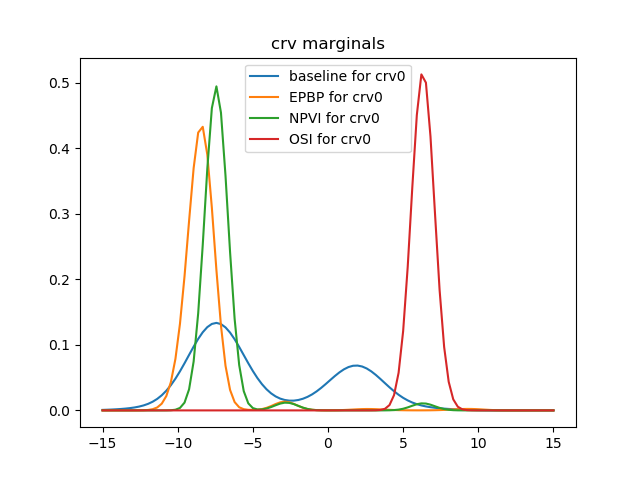 crv marginals
baseline for crv0
EPBP for crv0
NPVI for crv0
OSI for crv0
0.5
0.4
0.3
0.2
0.1
0.0
−15 −10 −5 0 5 10 15